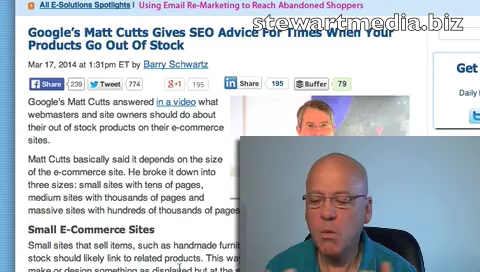 All E-Solutions Spotlights | Using Email Re-Marketing to Reach Abandoned Shoppers
stewartmedia.biz
Google's Matt Cutts Gives SEO Advice For Times When Your
Products Go Out Of Stock
Mar 17, 2014 at 1:31pm ET by Barry Schwartz
Share 239 Tweet 774 +1 195 Share 195 Buffer 79
Get
Daily
Google's Matt Cutts answered in a video what
webmasters and site owners should do about
their out of stock products on their e-commerce
sites.
Matt Cutts basically said it depends on the size
of the e-commerce site. He broke it down into
three sizes: small sites with tens of pages,
medium sites with thousands of pages and
massive sites with hundreds of thousands of pages
Small E-Commerce Sites
Small sites that sell items, such as handmade furnit
stock should likely link to related products. This way
make or design something as displayed but at the s